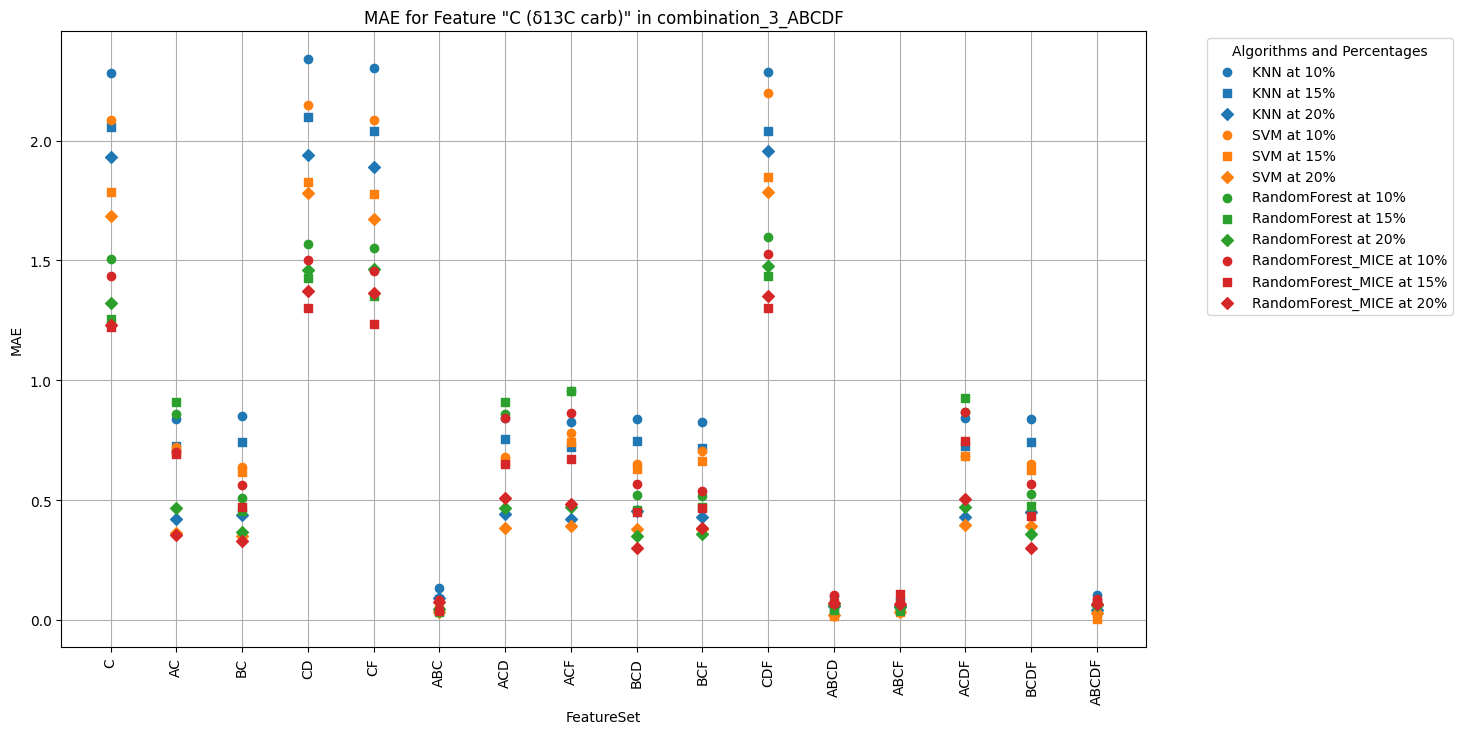 MAE for Feature "C (δ13C carb)" in combination_3_ABCDF
Algorithms and Percentages
KNN at 10%
KNN at 15%
KNN at 20%
SVM at 10%
SVM at 15%
SVM at 20%
RandomForest at 10%
RandomForest at 15%
RandomForest at 20%
RandomForest_MICE at 10%
RandomForest_MICE at 15%
RandomForest_MICE at 20%
MAE
2.0
1.5
1.0
0.5
0.0
C
AC
BC
CD
CF
ABC
ACD
ACF
BCD
BCF
CDF
ABCD
ABCF
ACDF
BCDF
ABCDF
FeatureSet